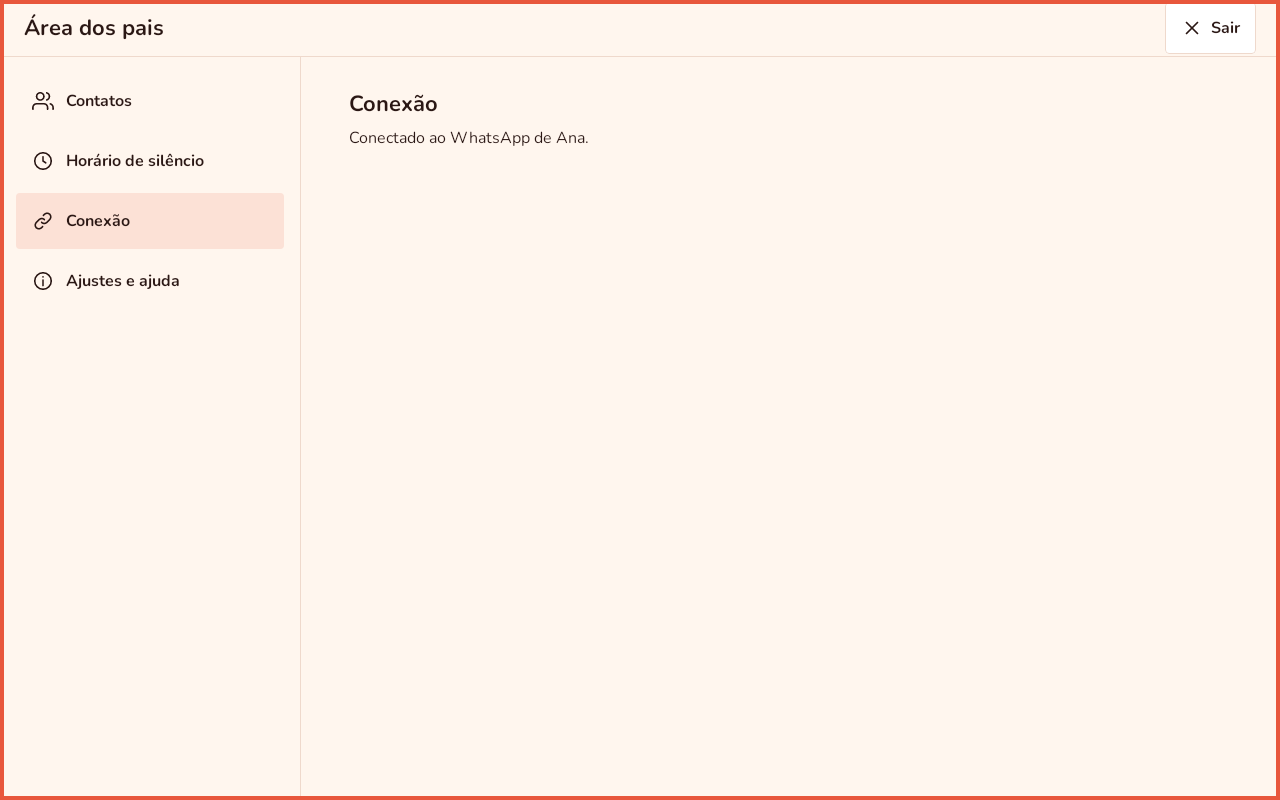 Área dos pais
Sair
Contatos
Horário de silêncio
Conexão
Ajustes e ajuda
Conexão
Conectado ao WhatsApp de Ana.